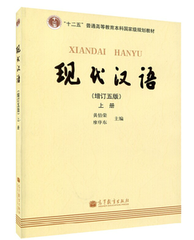 "十二五"普通高等教育本科国家级规划教材
XIANDAI HANYU
现代汉语
(增订五版)
上册
黄伯荣
廖序东
主编
高等教育出版社